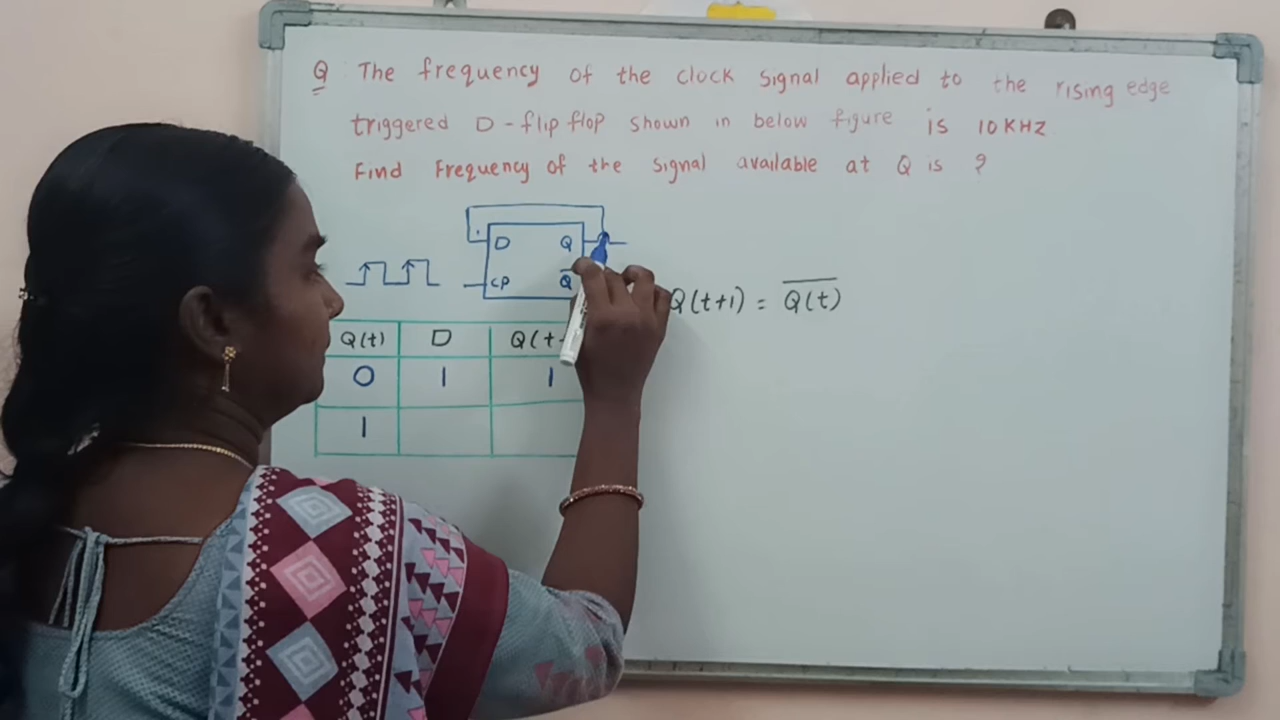 Q The frequency of the clock signal applied to the rising edge
triggered D-flip flop shown in below figure is 10KHZ
Find Frequency of the signal available at Q is ?
D Q
CP Q̅
Q(t+1) = \overline{Q(t)}
Q(t) D Q(t+
0 1 1
1